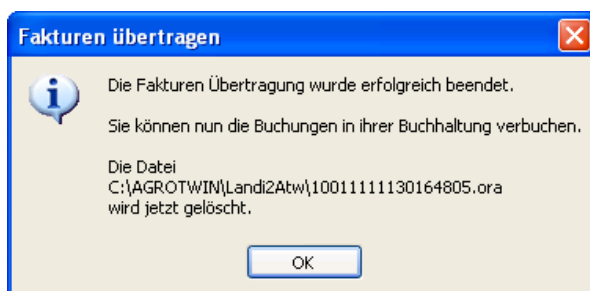 Fakturen übertragen
Die Fakturen Übertragung wurde erfolgreich beendet.
Sie können nun die Buchungen in ihrer Buchhaltung verbuchen.
Die Datei
C:\AGROTWIN\Landi2Atw\10011111130164805.ora
wird jetzt gelöscht.
OK